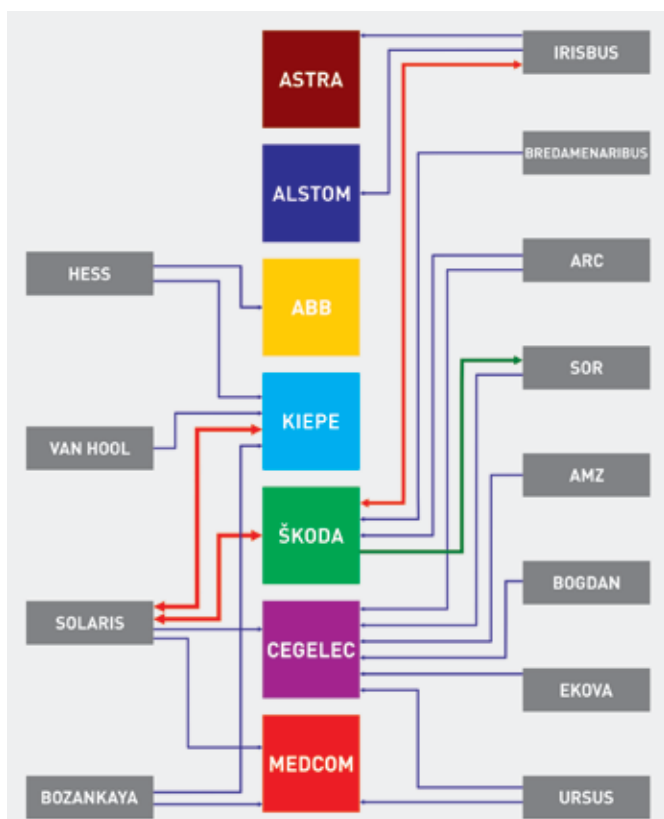 ASTRA
IRISBUS
BREDAMENARIBUS
ALSTOM
HESS
ARC
ABB
SOR
KIEPE
VAN HOOL
AMZ
ŠKODA
BOGDAN
SOLARIS
CEGELEC
EKOVA
MEDCOM
BOZANKAYA
URSUS